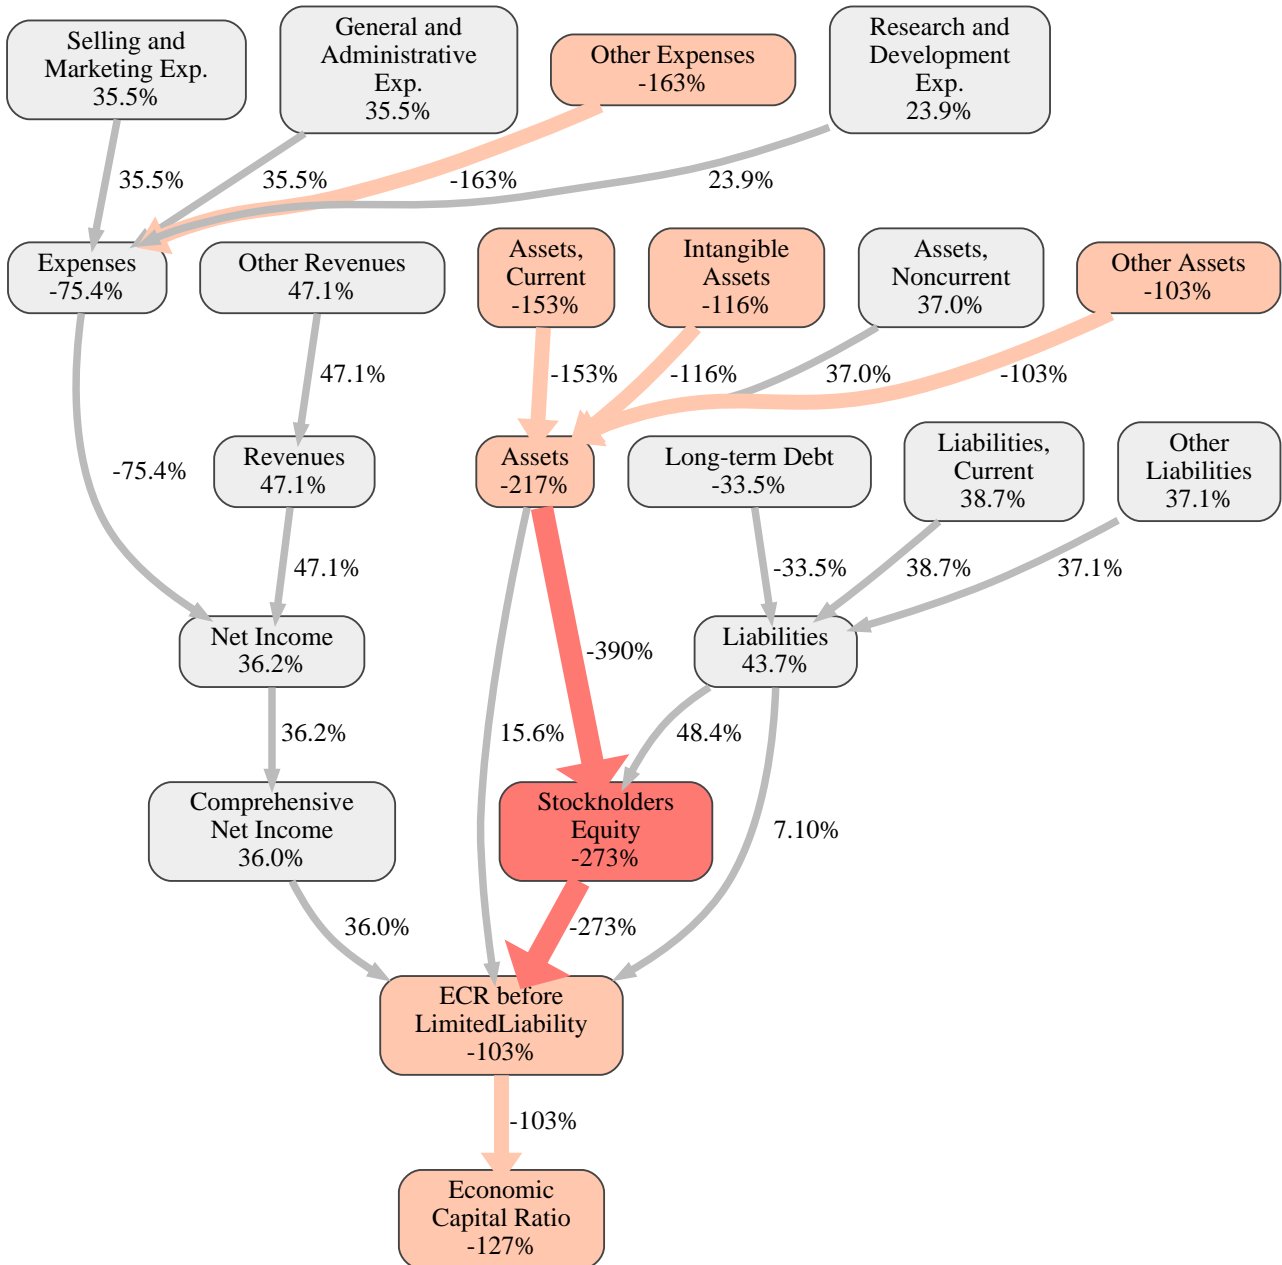 Selling and
Marketing Exp.
35.5%
General and
Administrative
Exp.
35.5%
Other Expenses
-163%
Research and
Development
Exp.
23.9%
35.5%
35.5%
-163%
23.9%
Expenses
-75.4%
Other Revenues
47.1%
Assets,
Current
-153%
Intangible
Assets
-116%
Assets,
Noncurrent
37.0%
Other Assets
-103%
47.1%
-153%
-116%
37.0%
-103%
-75.4%
Revenues
47.1%
Assets
-217%
Long-term Debt
-33.5%
Liabilities,
Current
38.7%
Other
Liabilities
37.1%
47.1%
-33.5%
38.7%
37.1%
Net Income
36.2%
-390%
Liabilities
43.7%
36.2%
15.6%
48.4%
Comprehensive
Net Income
36.0%
Stockholders
Equity
-273%
7.10%
36.0%
-273%
ECR before
LimitedLiability
-103%
-103%
Economic
Capital Ratio
-127%